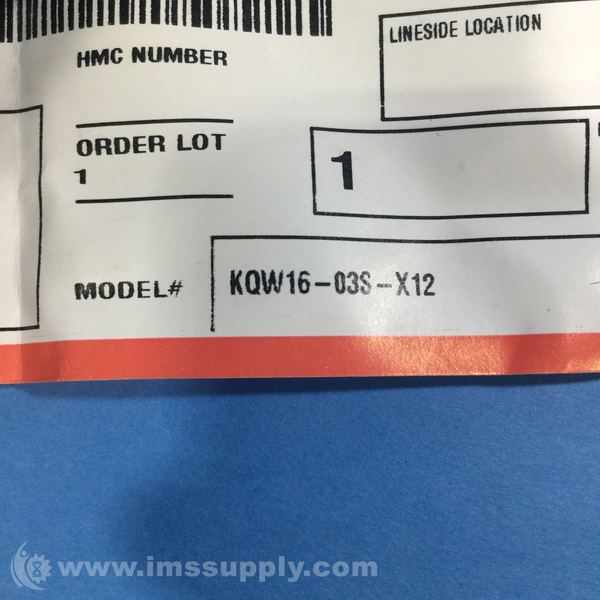 LINESIDE LOCATION
HMC NUMBER
ORDER LOT
1
1
MODEL# KQW16-03S-X12
www.imssupply.com